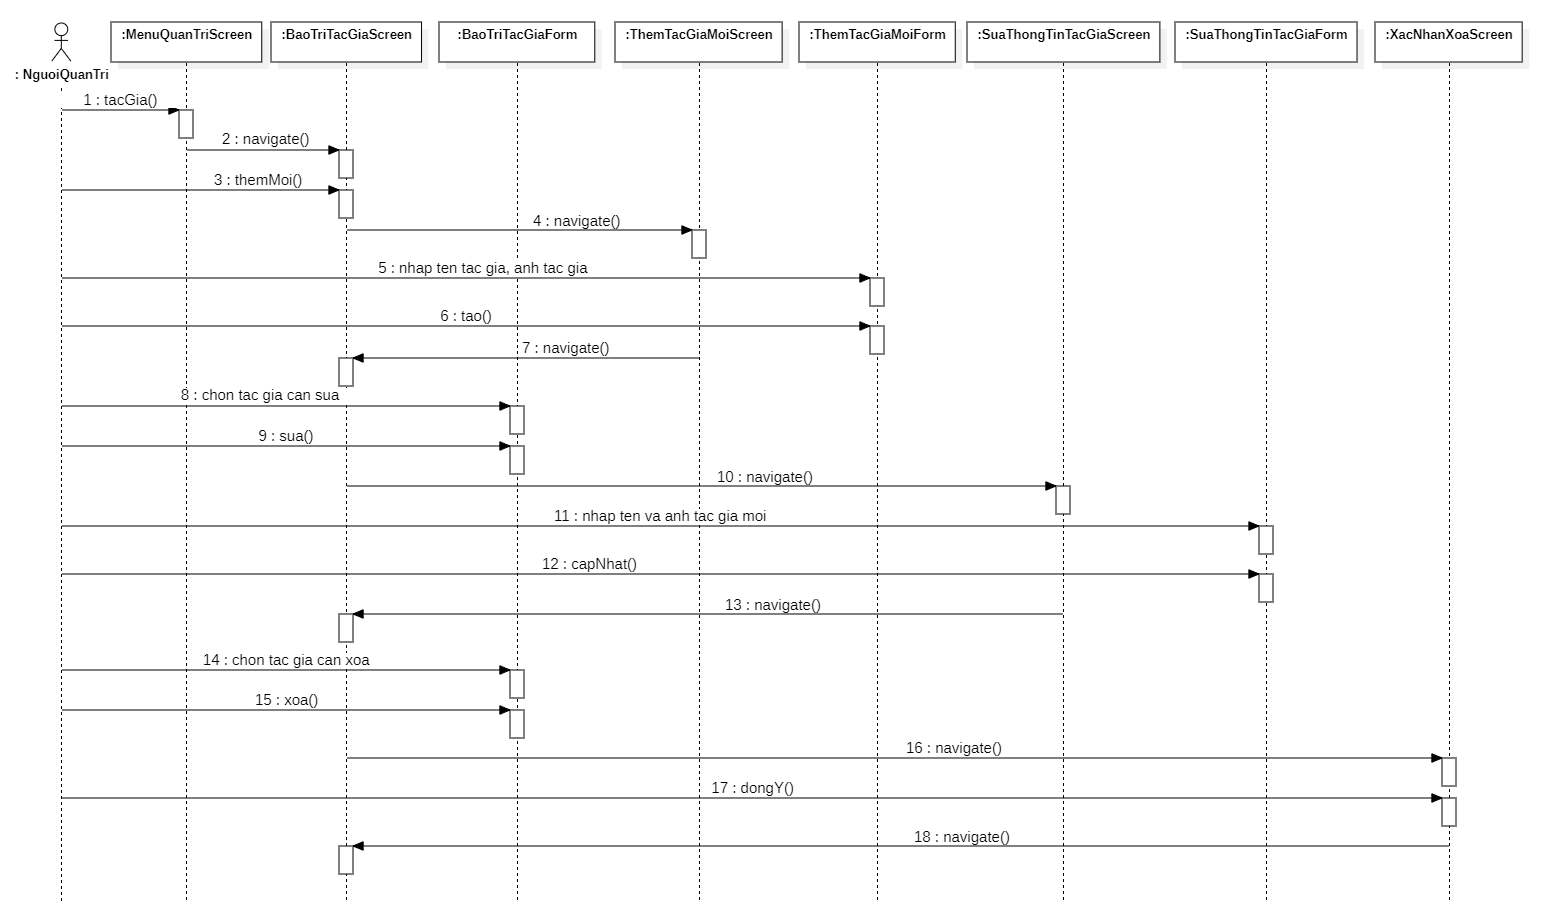 : NguoiQuanTri
:MenuQuanTriScreen
:BaoTriTacGiaScreen
:BaoTriTacGiaForm
:ThemTacGiaMoiScreen
:ThemTacGiaMoiForm
:SuaThongTinTacGiaScreen
:SuaThongTinTacGiaForm
:XacNhanXoaScreen
1 : tacGia()
2 : navigate()
3 : themMoi()
4 : navigate()
5 : nhap ten tac gia, anh tac gia
6 : tao()
7 : navigate()
8 : chon tac gia can sua
9 : sua()
10 : navigate()
11 : nhap ten va anh tac gia moi
12 : capNhat()
13 : navigate()
14 : chon tac gia can xoa
15 : xoa()
16 : navigate()
17 : dongY()
18 : navigate()